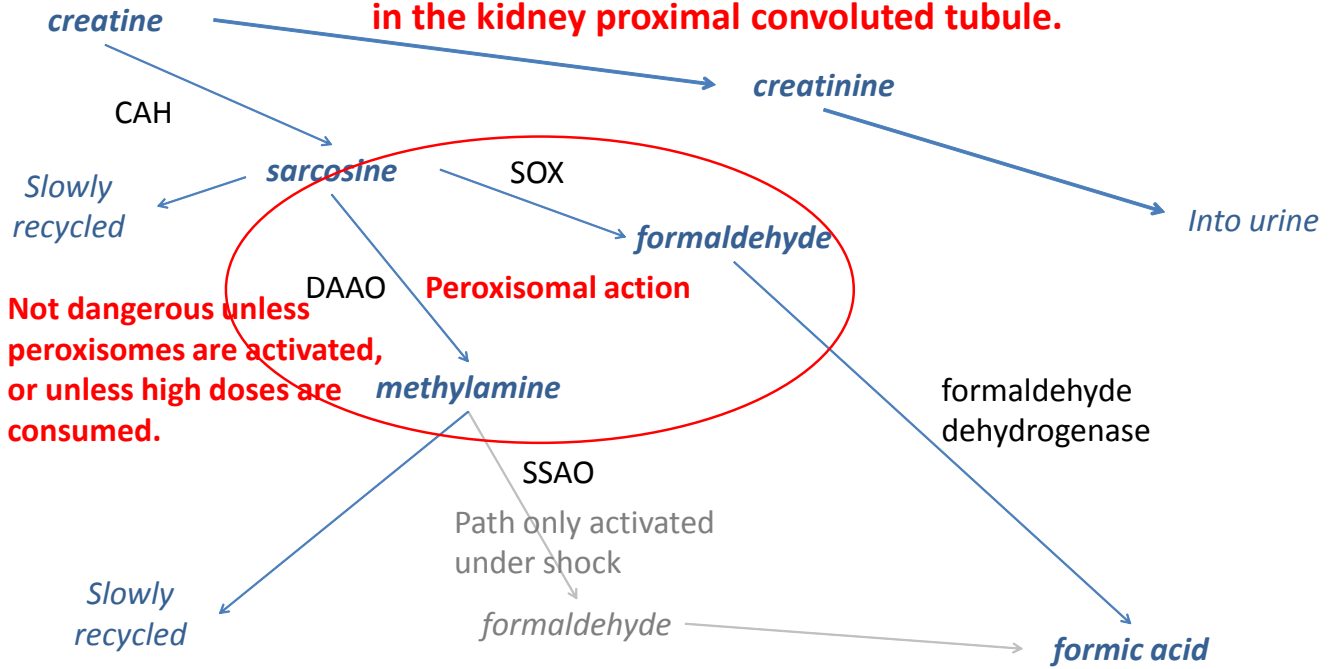 in the kidney proximal convoluted tubule.
creatine
creatinine
CAH
sarcosine
SOX
Slowly
recycled
Into urine
formaldehyde
DAAO
Peroxisomal action
Not dangerous unless
peroxisomes are activated,
or unless high doses are
consumed.
methylamine
formaldehyde
dehydrogenase
SSAO
Path only activated
under shock
Slowly
recycled
formaldehyde
formic acid